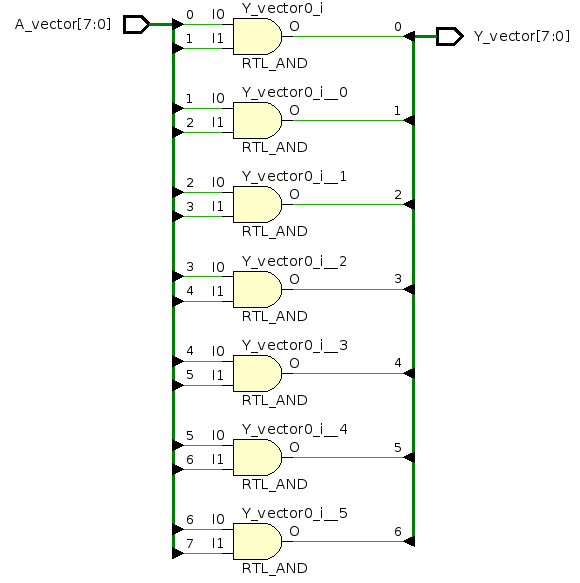 A_vector[7:0]
0 I0 Y_vector0_i O 0 Y_vector[7:0]
1 I1
RTL_AND
1 I0 Y_vector0_i__0 O 1
2 I1
RTL_AND
2 I0 Y_vector0_i__1 O 2
3 I1
RTL_AND
3 I0 Y_vector0_i__2 O 3
4 I1
RTL_AND
4 I0 Y_vector0_i__3 O 4
5 I1
RTL_AND
5 I0 Y_vector0_i__4 O 5
6 I1
RTL_AND
6 I0 Y_vector0_i__5 O 6
7 I1
RTL_AND